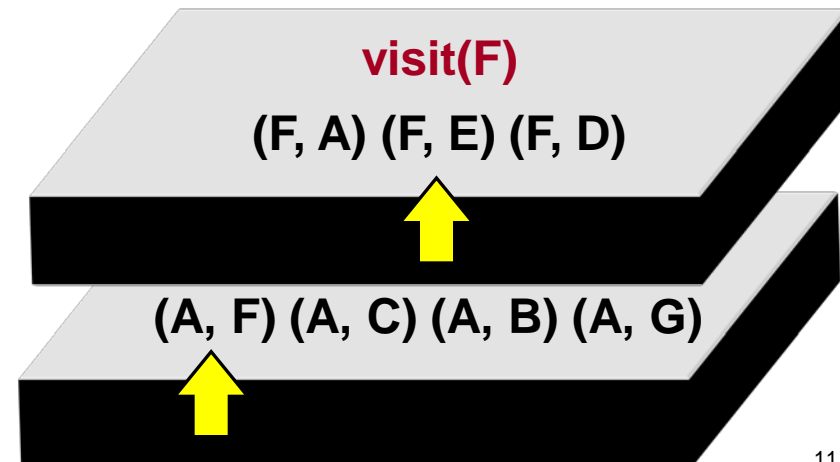 visit(F)
(F, A) (F, E) (F, D)
(A, F) (A, C) (A, B) (A, G)
11